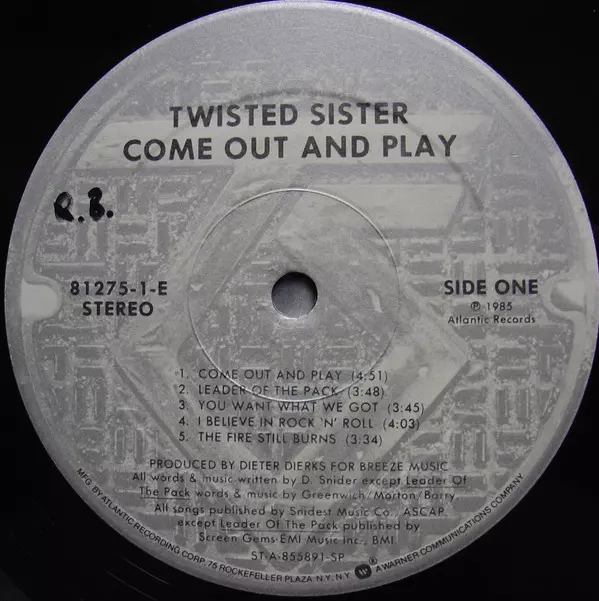 TWISTED SISTER
COME OUT AND PLAY
R.B.
81275-1-E
STEREO
SIDE ONE
℗ 1985
Atlantic Records
1. COME OUT AND PLAY (4:51)
2. LEADER OF THE PACK (3:48)
3. YOU WANT WHAT WE GOT (3:45)
4. I BELIEVE IN ROCK 'N' ROLL (4:03)
5. THE FIRE STILL BURNS (3:34)
PRODUCED BY DIETER DIERKS FOR BREEZE MUSIC
All words & music written by D. Snider except Leader Of
The Pack words & music by Greenwich/Morton/Barry.
All songs published by Snidest Music Co., ASCAP
except Leader Of The Pack published by
Screen Gems-EMI Music Inc., BMI.
ST-A-855891-SP
MFG. BY ATLANTIC RECORDING CORP. 75 ROCKEFELLER PLAZA, N.Y., N.Y. ® A WARNER COMMUNICATIONS COMPANY